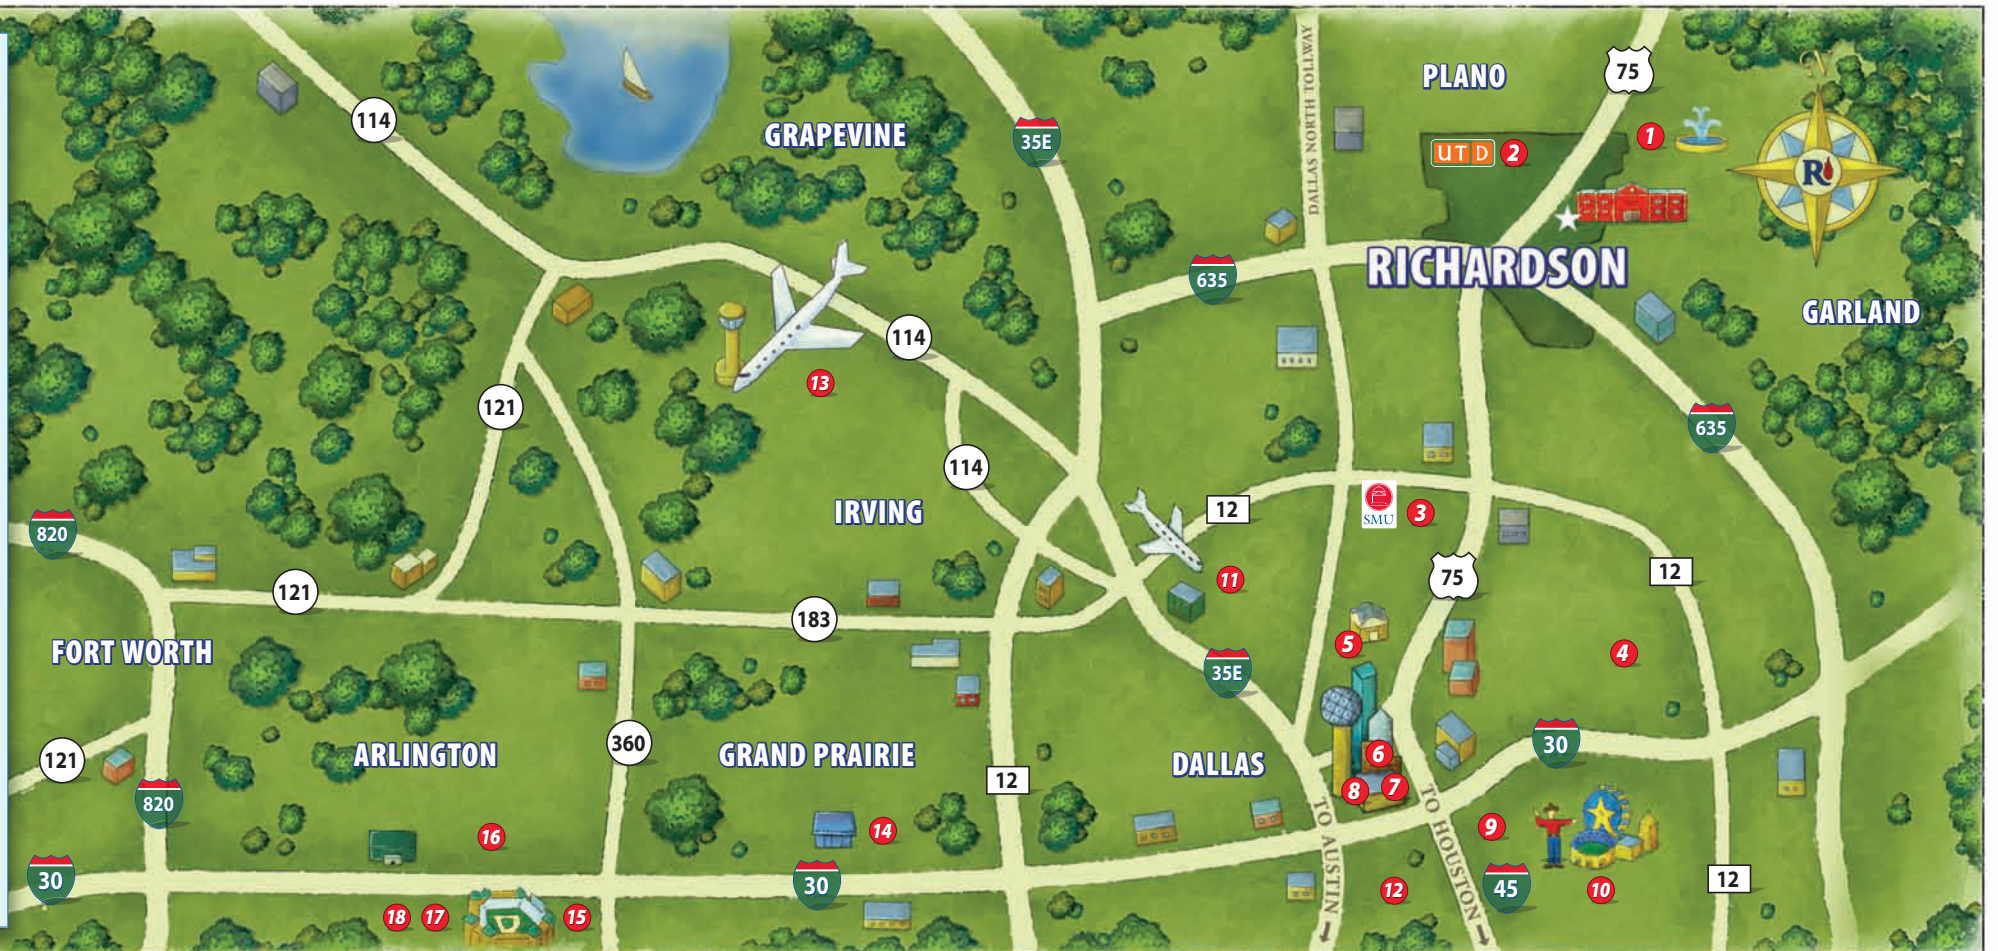 N
DALLAS NORTH TOLLWAY
PLANO
75
114
GRAPEVINE
35E
1
UTD
2
R
635
RICHARDSON
GARLAND
114
13
121
635
114
IRVING
12
SMU
3
820
12
75
11
121
183
FORT WORTH
5
4
35E
121
ARLINGTON
360
GRAND PRAIRIE
12
DALLAS
6
30
7
8
820
TO AUSTIN
TO HOUSTON
16
14
9
30
30
12
45
10
12
18
17
15